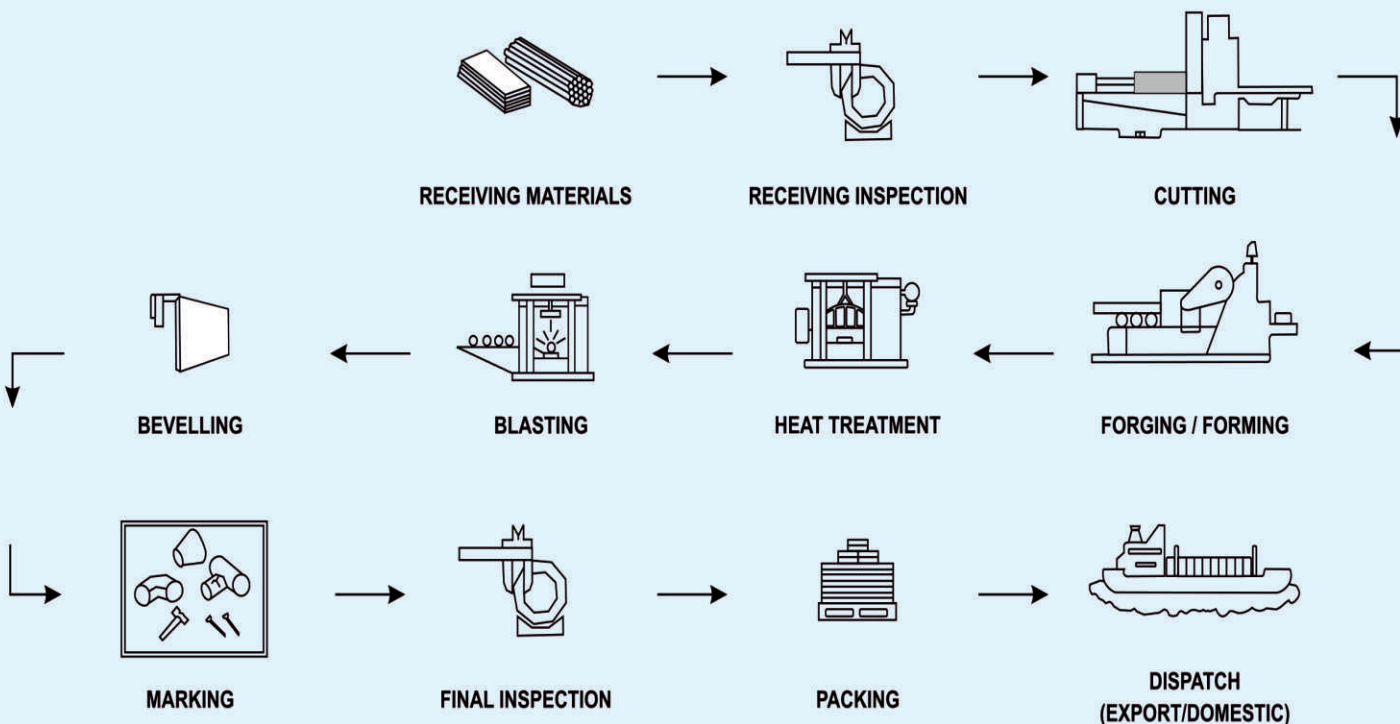 RECEIVING MATERIALS
RECEIVING INSPECTION
CUTTING
FORGING / FORMING
HEAT TREATMENT
BLASTING
BEVELLING
MARKING
FINAL INSPECTION
PACKING
DISPATCH
(EXPORT/DOMESTIC)